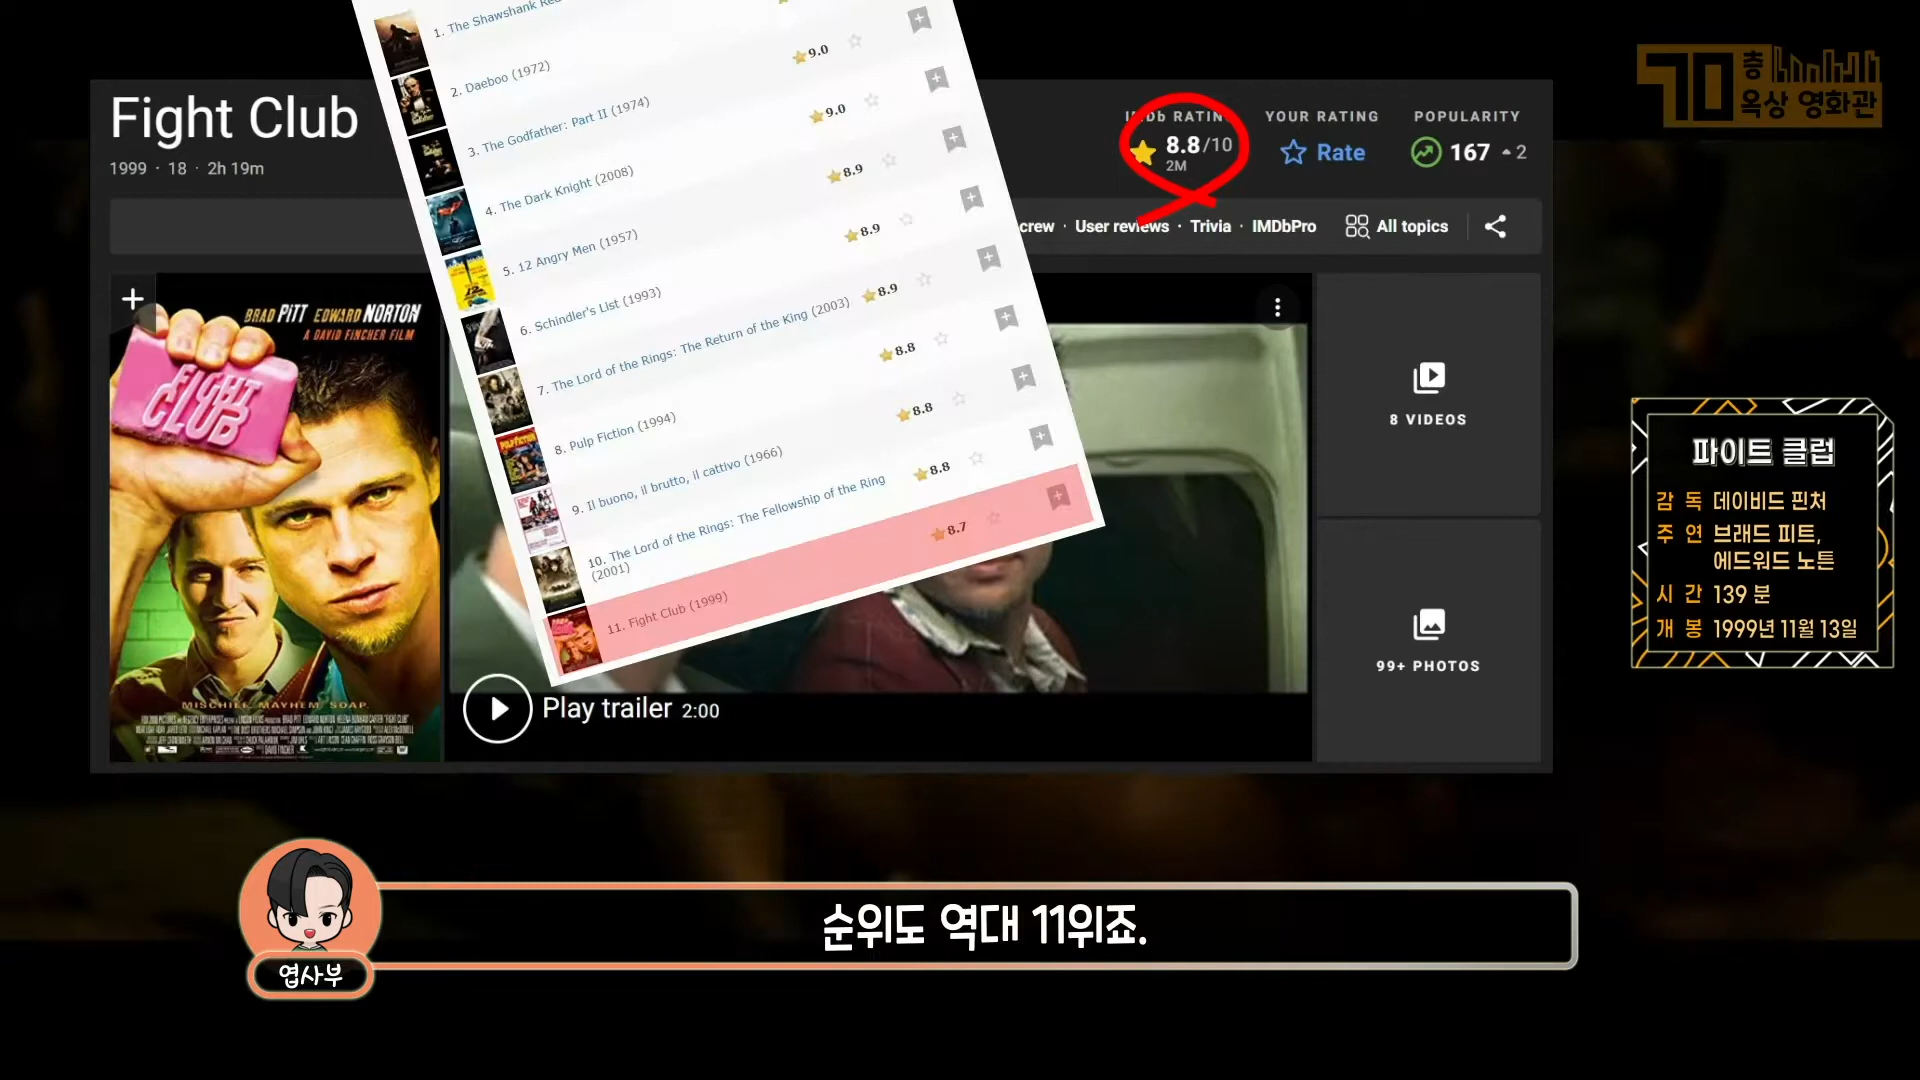 70층
옥상 영화관
Fight Club
1999 · 18 · 2h 19m
IMDb RATING
8.8/10
2M
YOUR RATING
Rate
POPULARITY
167 2
crew · User reviews · Trivia · IMDbPro
All topics
1. The Shawshank
2. Daeboo (1972) 9.0
3. The Godfather: Part II (1974) 9.0
4. The Dark Knight (2008) 8.9
5. 12 Angry Men (1957) 8.9
6. Schindler's List (1993) 8.9
7. The Lord of the Rings: The Return of the King (2003) 8.8
8. Pulp Fiction (1994) 8.8
9. Il buono, il brutto, il cattivo (1966) 8.8
10. The Lord of the Rings: The Fellowship of the Ring
(2001) 8.7
11. Fight Club (1999)
BRAD PITT EDWARD NORTON
A DAVID FINCHER FILM
FIGHT
CLUB
MISCHIEF. MAYHEM. SOAP.
Play trailer 2:00
8 VIDEOS
99+ PHOTOS
파이트 클럽
감 독 데이비드 핀처
주 연 브래드 피트,
에드워드 노튼
시 간 139 분
개 봉 1999년 11월 13일
순위도 역대 11위죠.
엽사부